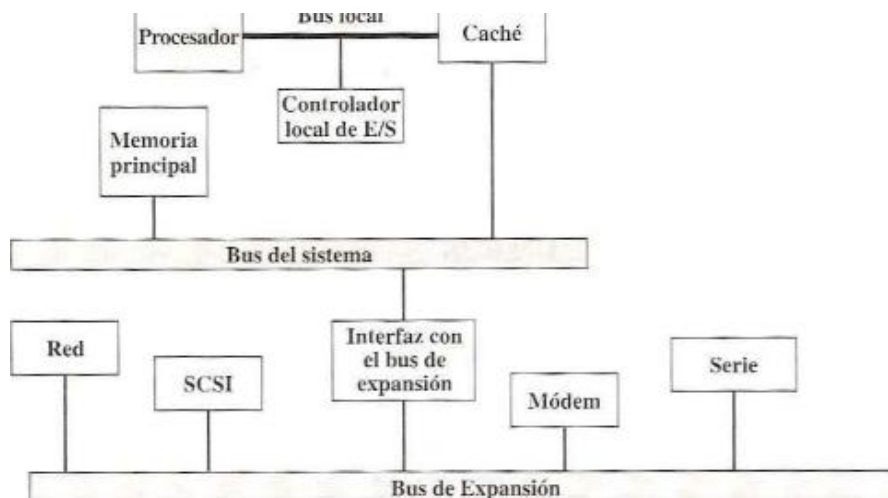 Bus local
Procesador
Caché
Controlador
local de E/S
Memoria
principal
Bus del sistema
Red
SCSI
Interfaz con
el bus de
expansión
Módem
Serie
Bus de Expansión